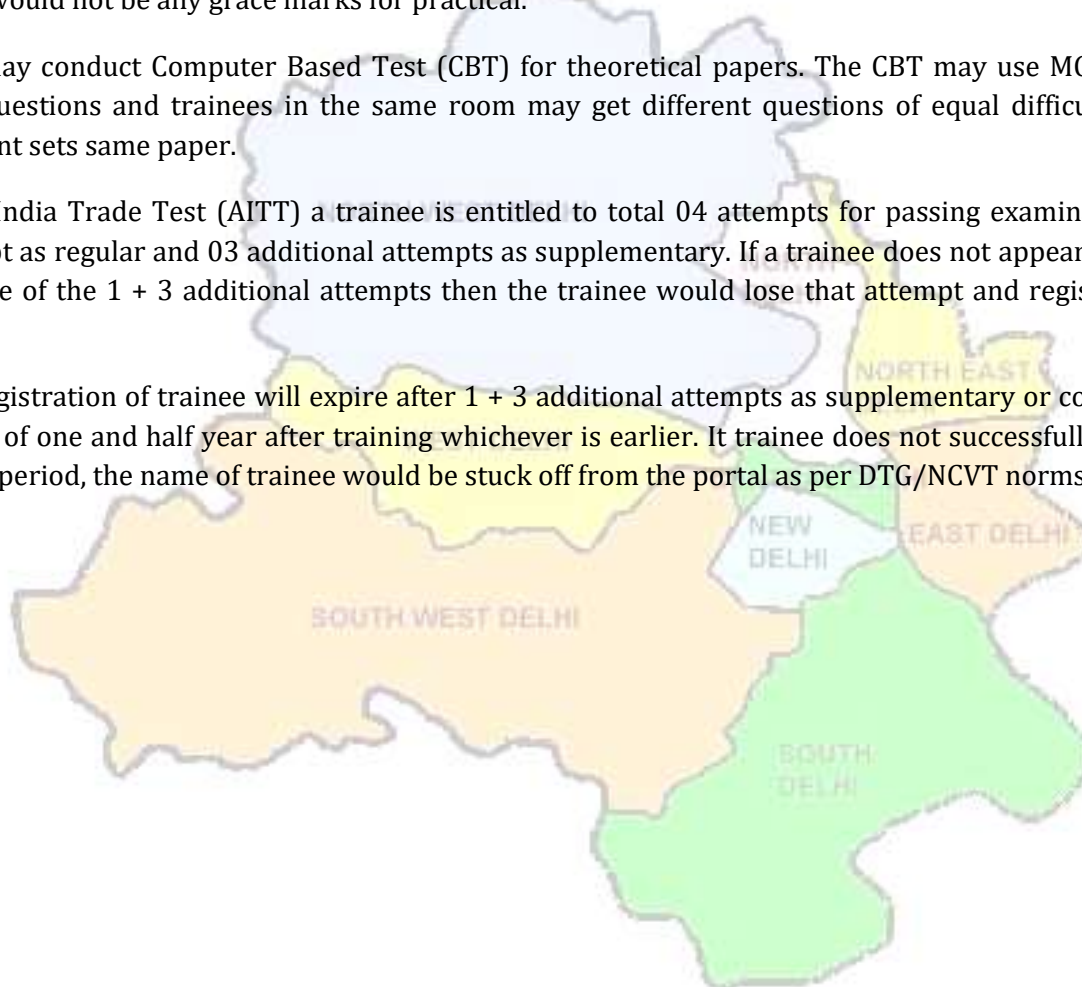 would not be any grace marks for practical.
ay conduct Computer Based Test (CBT) for theoretical papers. The CBT may use MC
uestions and trainees in the same room may get different questions of equal difficu
nt sets same paper.
India Trade Test (AITT) a trainee is entitled to total 04 attempts for passing examin
pt as regular and 03 additional attempts as supplementary. If a trainee does not appear
e of the 1 + 3 additional attempts then the trainee would lose that attempt and regis
gistration of trainee will expire after 1 + 3 additional attempts as supplementary or co
of one and half year after training whichever is earlier. It trainee does not successfull
period, the name of trainee would be stuck off from the portal as per DTG/NCVT norms
NORTH WEST DELHI
NORTH
NORTH EAST
WEST DELHI
NEW
DELHI
EAST DELHI
SOUTH WEST DELHI
SOUTH
DELHI